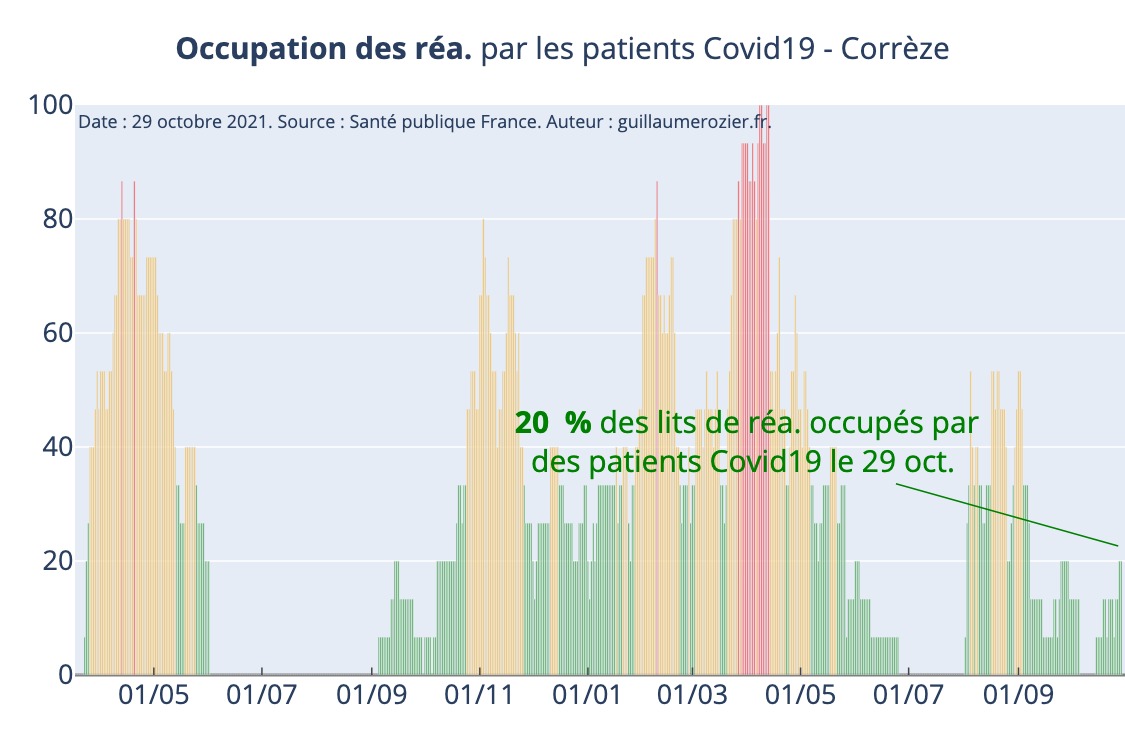 Occupation des réa. par les patients Covid19 - Corrèze
100
Date : 29 octobre 2021. Source : Santé publique France. Auteur : guillaumerozier.fr.
80
60
20 % des lits de réa. occupés par
40
des patients Covid19 le 29 oct.
20
0
01/05 01/07 01/09 01/11 01/01 01/03 01/05 01/07 01/09